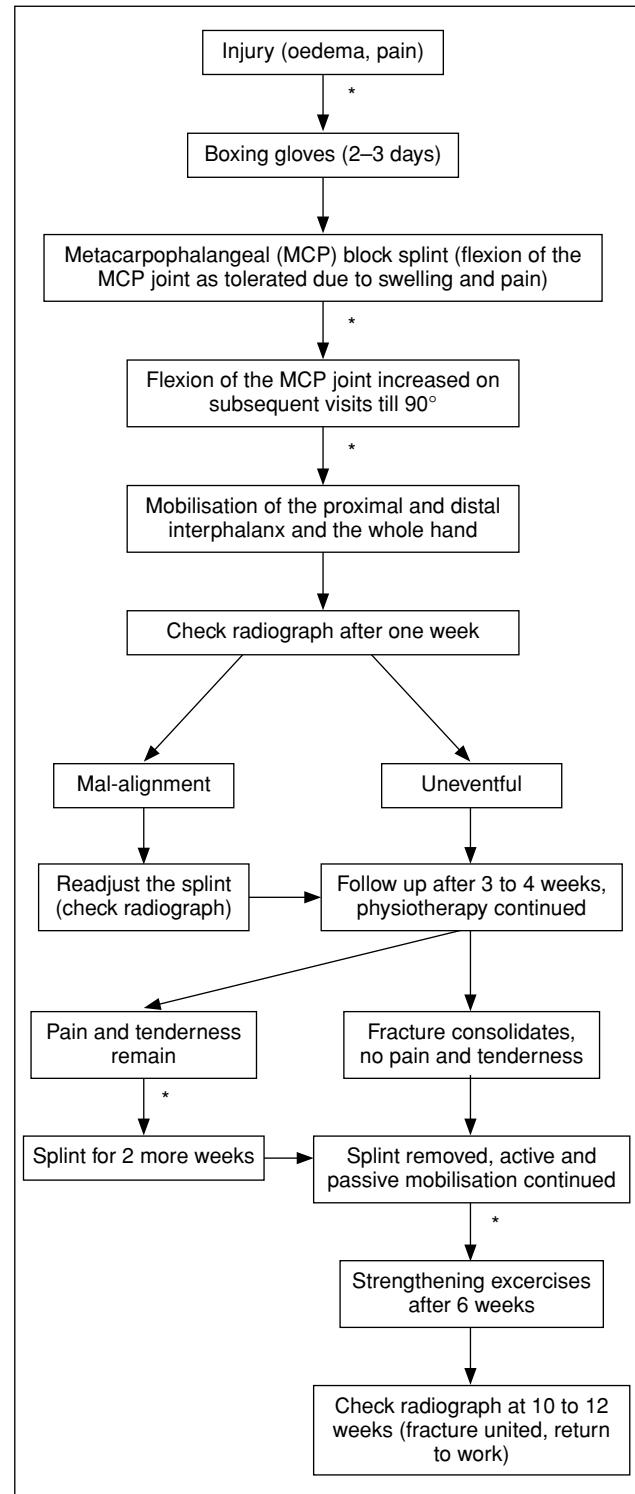 Injury (oedema, pain)
*
Boxing gloves (2–3 days)
Metacarpophalangeal (MCP) block splint (flexion of the
MCP joint as tolerated due to swelling and pain)
*
Flexion of the MCP joint increased on
subsequent visits till 90°
*
Mobilisation of the proximal and distal
interphalanx and the whole hand
Check radiograph after one week
Mal-alignment
Uneventful
Readjust the splint
(check radiograph)
Follow up after 3 to 4 weeks,
physiotherapy continued
Pain and tenderness
remain
Fracture consolidates,
no pain and tenderness
*
Splint for 2 more weeks
Splint removed, active and
passive mobilisation continued
*
Strengthening excercises
after 6 weeks
Check radiograph at 10 to 12
weeks (fracture united, return
to work)